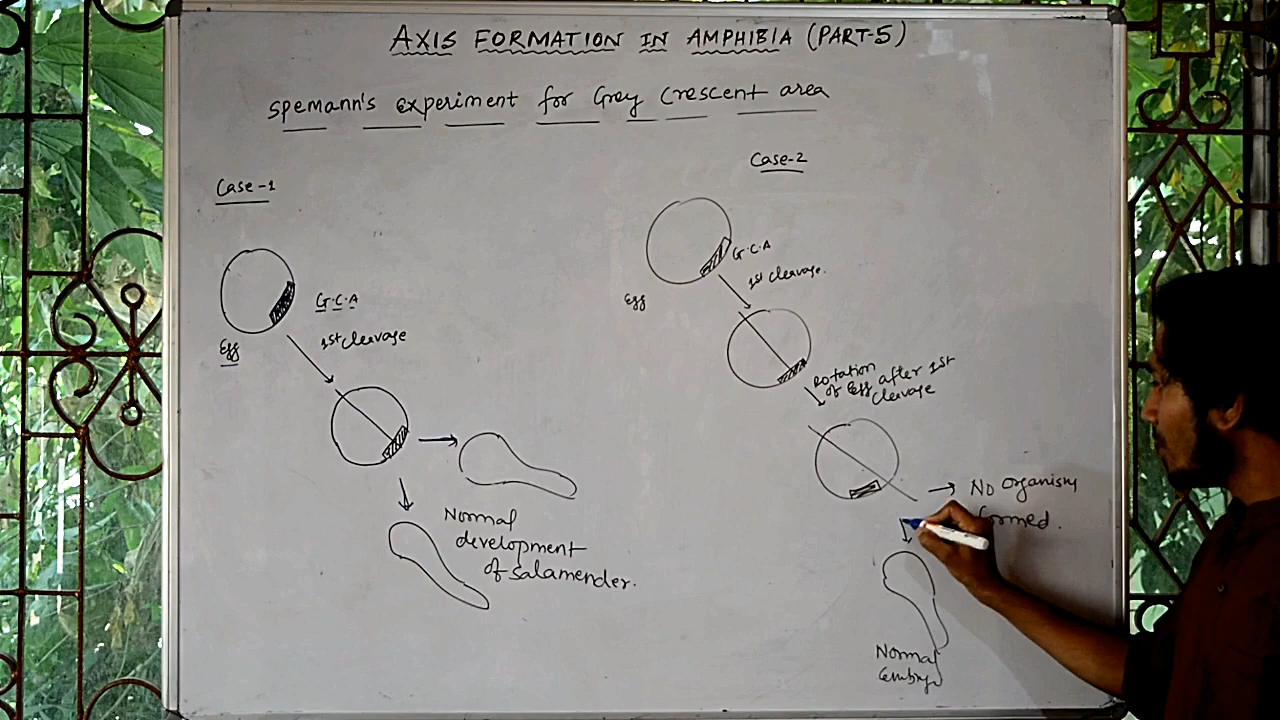 AXIS FORMATION IN AMPHIBIA (PART-5)
Spemann's experiment for Grey Crescent area
Case-1
G.C.A
Egg
1st cleavage
Normal
development
of salamender.
Case-2
G.C.A
Egg
1st cleavage.
Rotation
of Egg after 1st
cleavage
No organism
formed.
Normal
Embryo